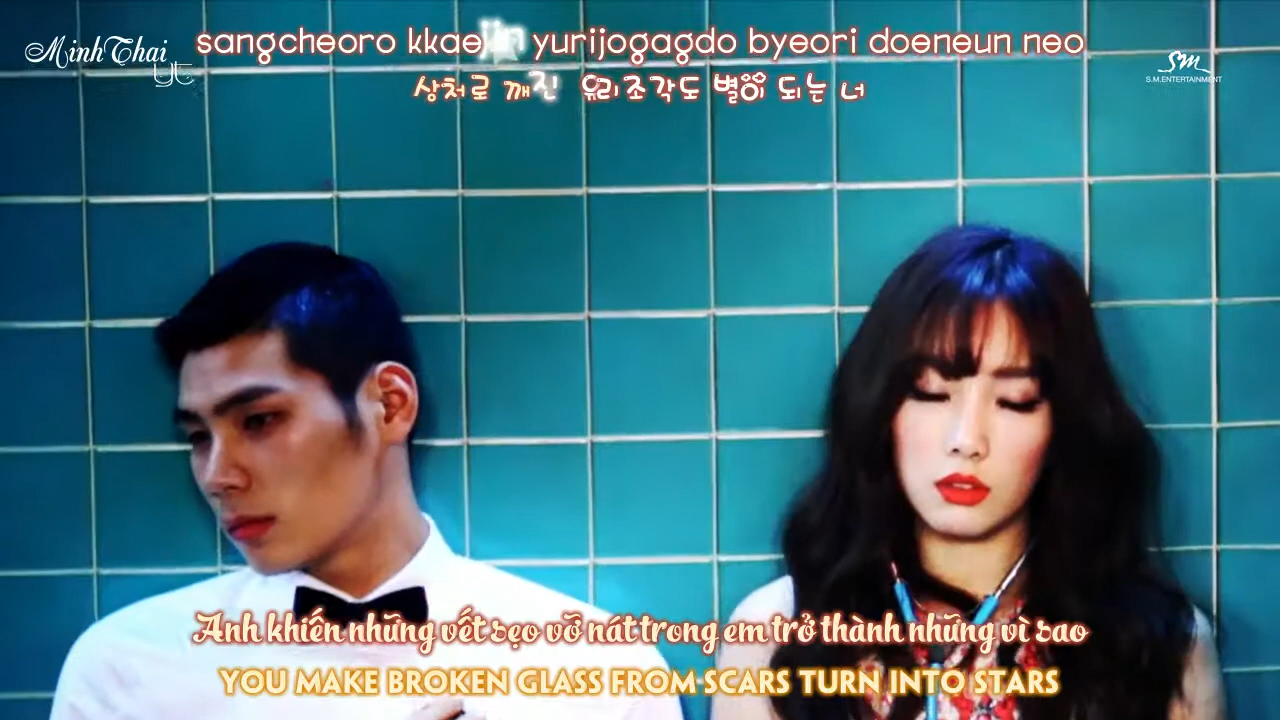 MinhThai
yt
sangcheoro kkaejin yurijogagdo byeori doeneun neo
상처로 깨진 유리조각도 별이 되는 너
SM
S.M.ENTERTAINMENT
Anh khiến những vết sẹo vỡ nát trong em trở thành những vì sao
YOU MAKE BROKEN GLASS FROM SCARS TURN INTO STARS